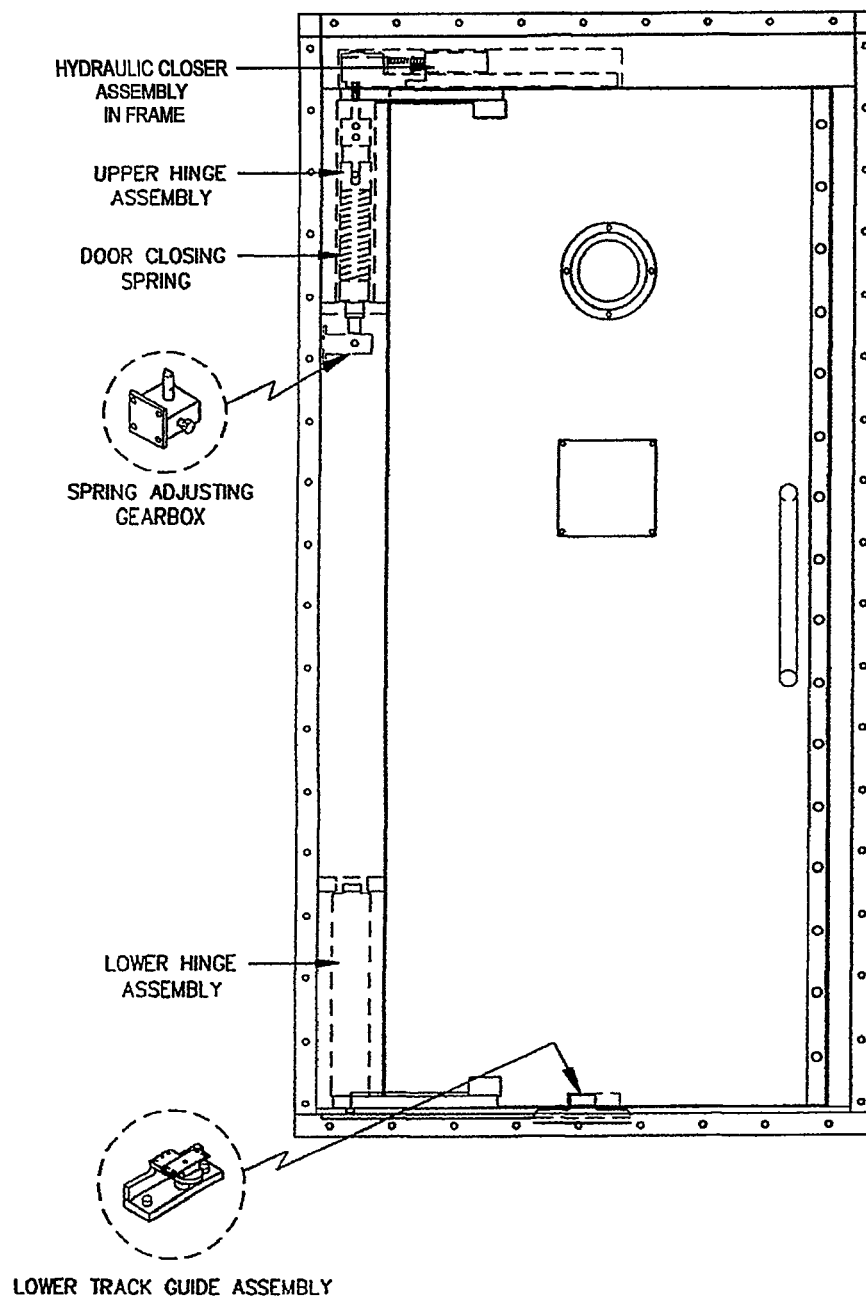 HYDRAULIC CLOSER
ASSEMBLY
IN FRAME
UPPER HINGE
ASSEMBLY
DOOR CLOSING
SPRING
SPRING ADJUSTING
GEARBOX
LOWER HINGE
ASSEMBLY
LOWER TRACK GUIDE ASSEMBLY